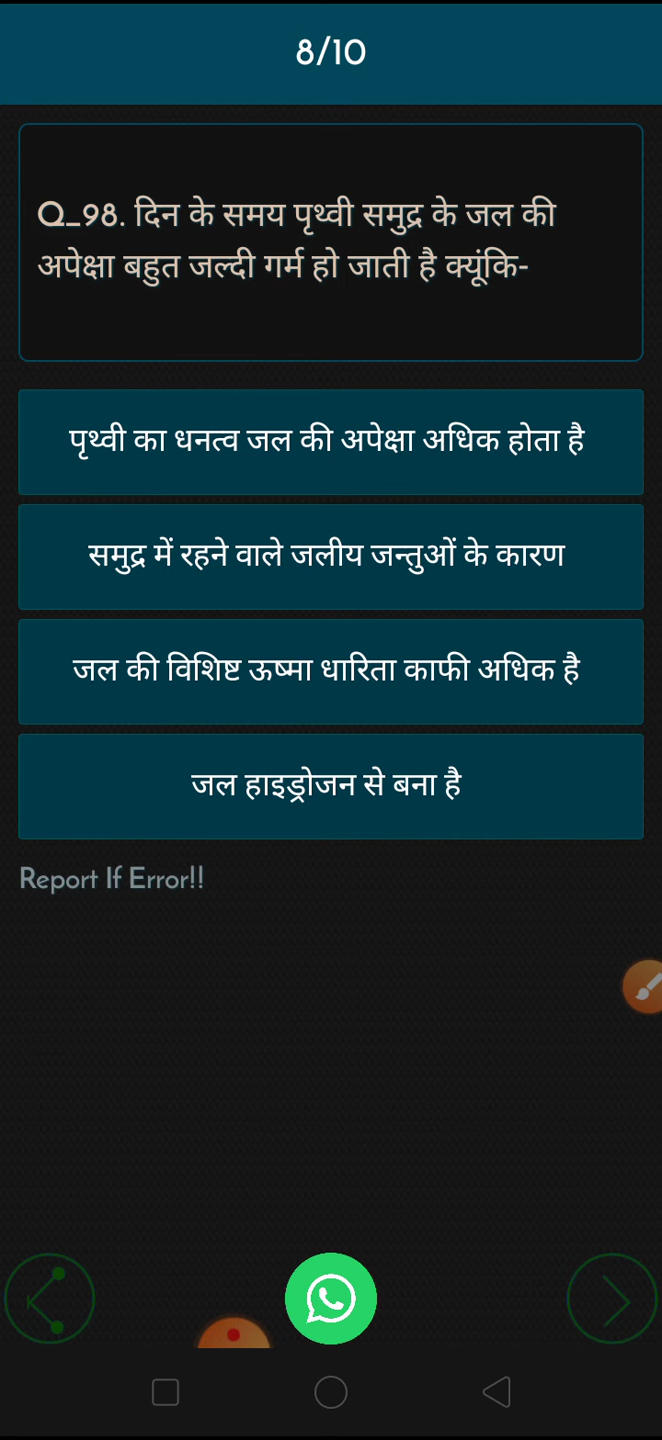 8/10
Q_98. दिन के समय पृथ्वी समुद्र के जल की
अपेक्षा बहुत जल्दी गर्म हो जाती है क्यूंकि-
पृथ्वी का धनत्व जल की अपेक्षा अधिक होता है
समुद्र में रहने वाले जलीय जन्तुओं के कारण
जल की विशिष्ट ऊष्मा धारिता काफी अधिक है
जल हाइड्रोजन से बना है
Report If Error!!